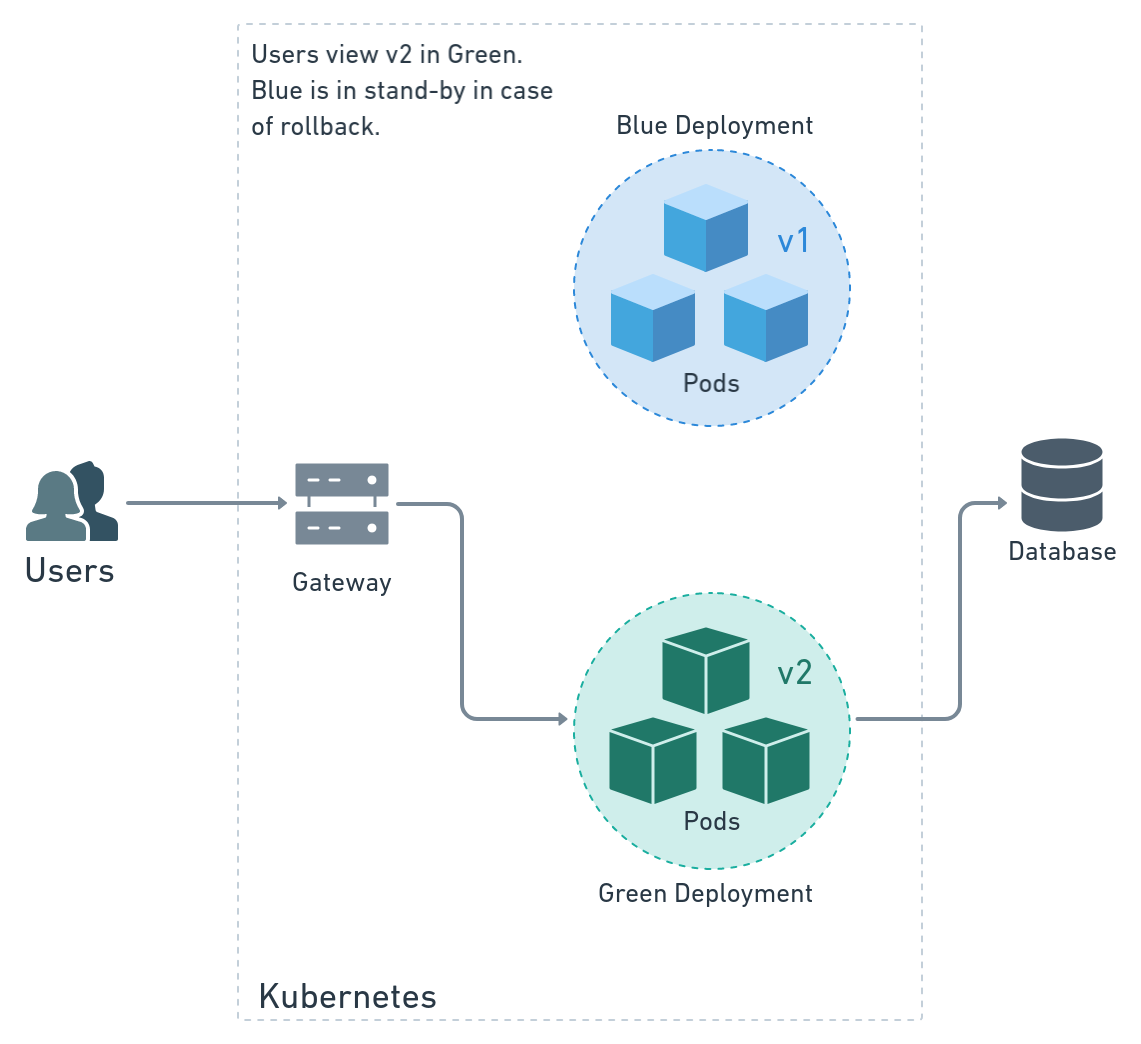 Users view v2 in Green.
Blue is in stand-by in case
of rollback.
Blue Deployment
v1
Pods
Users
Gateway
Database
v2
Pods
Green Deployment
Kubernetes